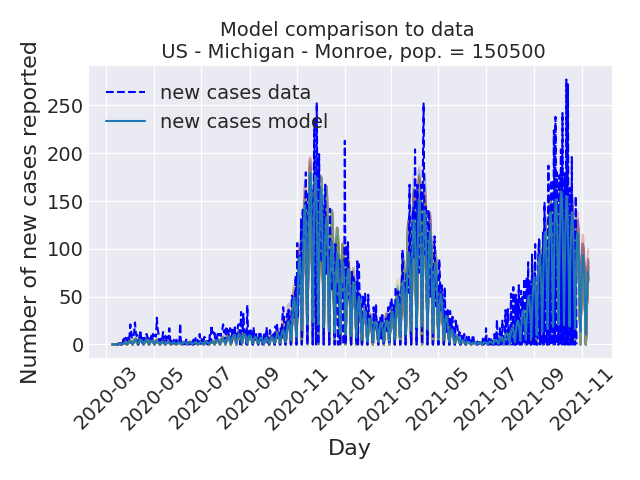 Model comparison to data
US - Michigan - Monroe, pop. = 150500
Number of new cases reported
new cases data
new cases model
250
200
150
100
50
0
2020-03
2020-05
2020-07
2020-09
2020-11
2021-01
2021-03
2021-05
2021-07
2021-09
2021-11
Day